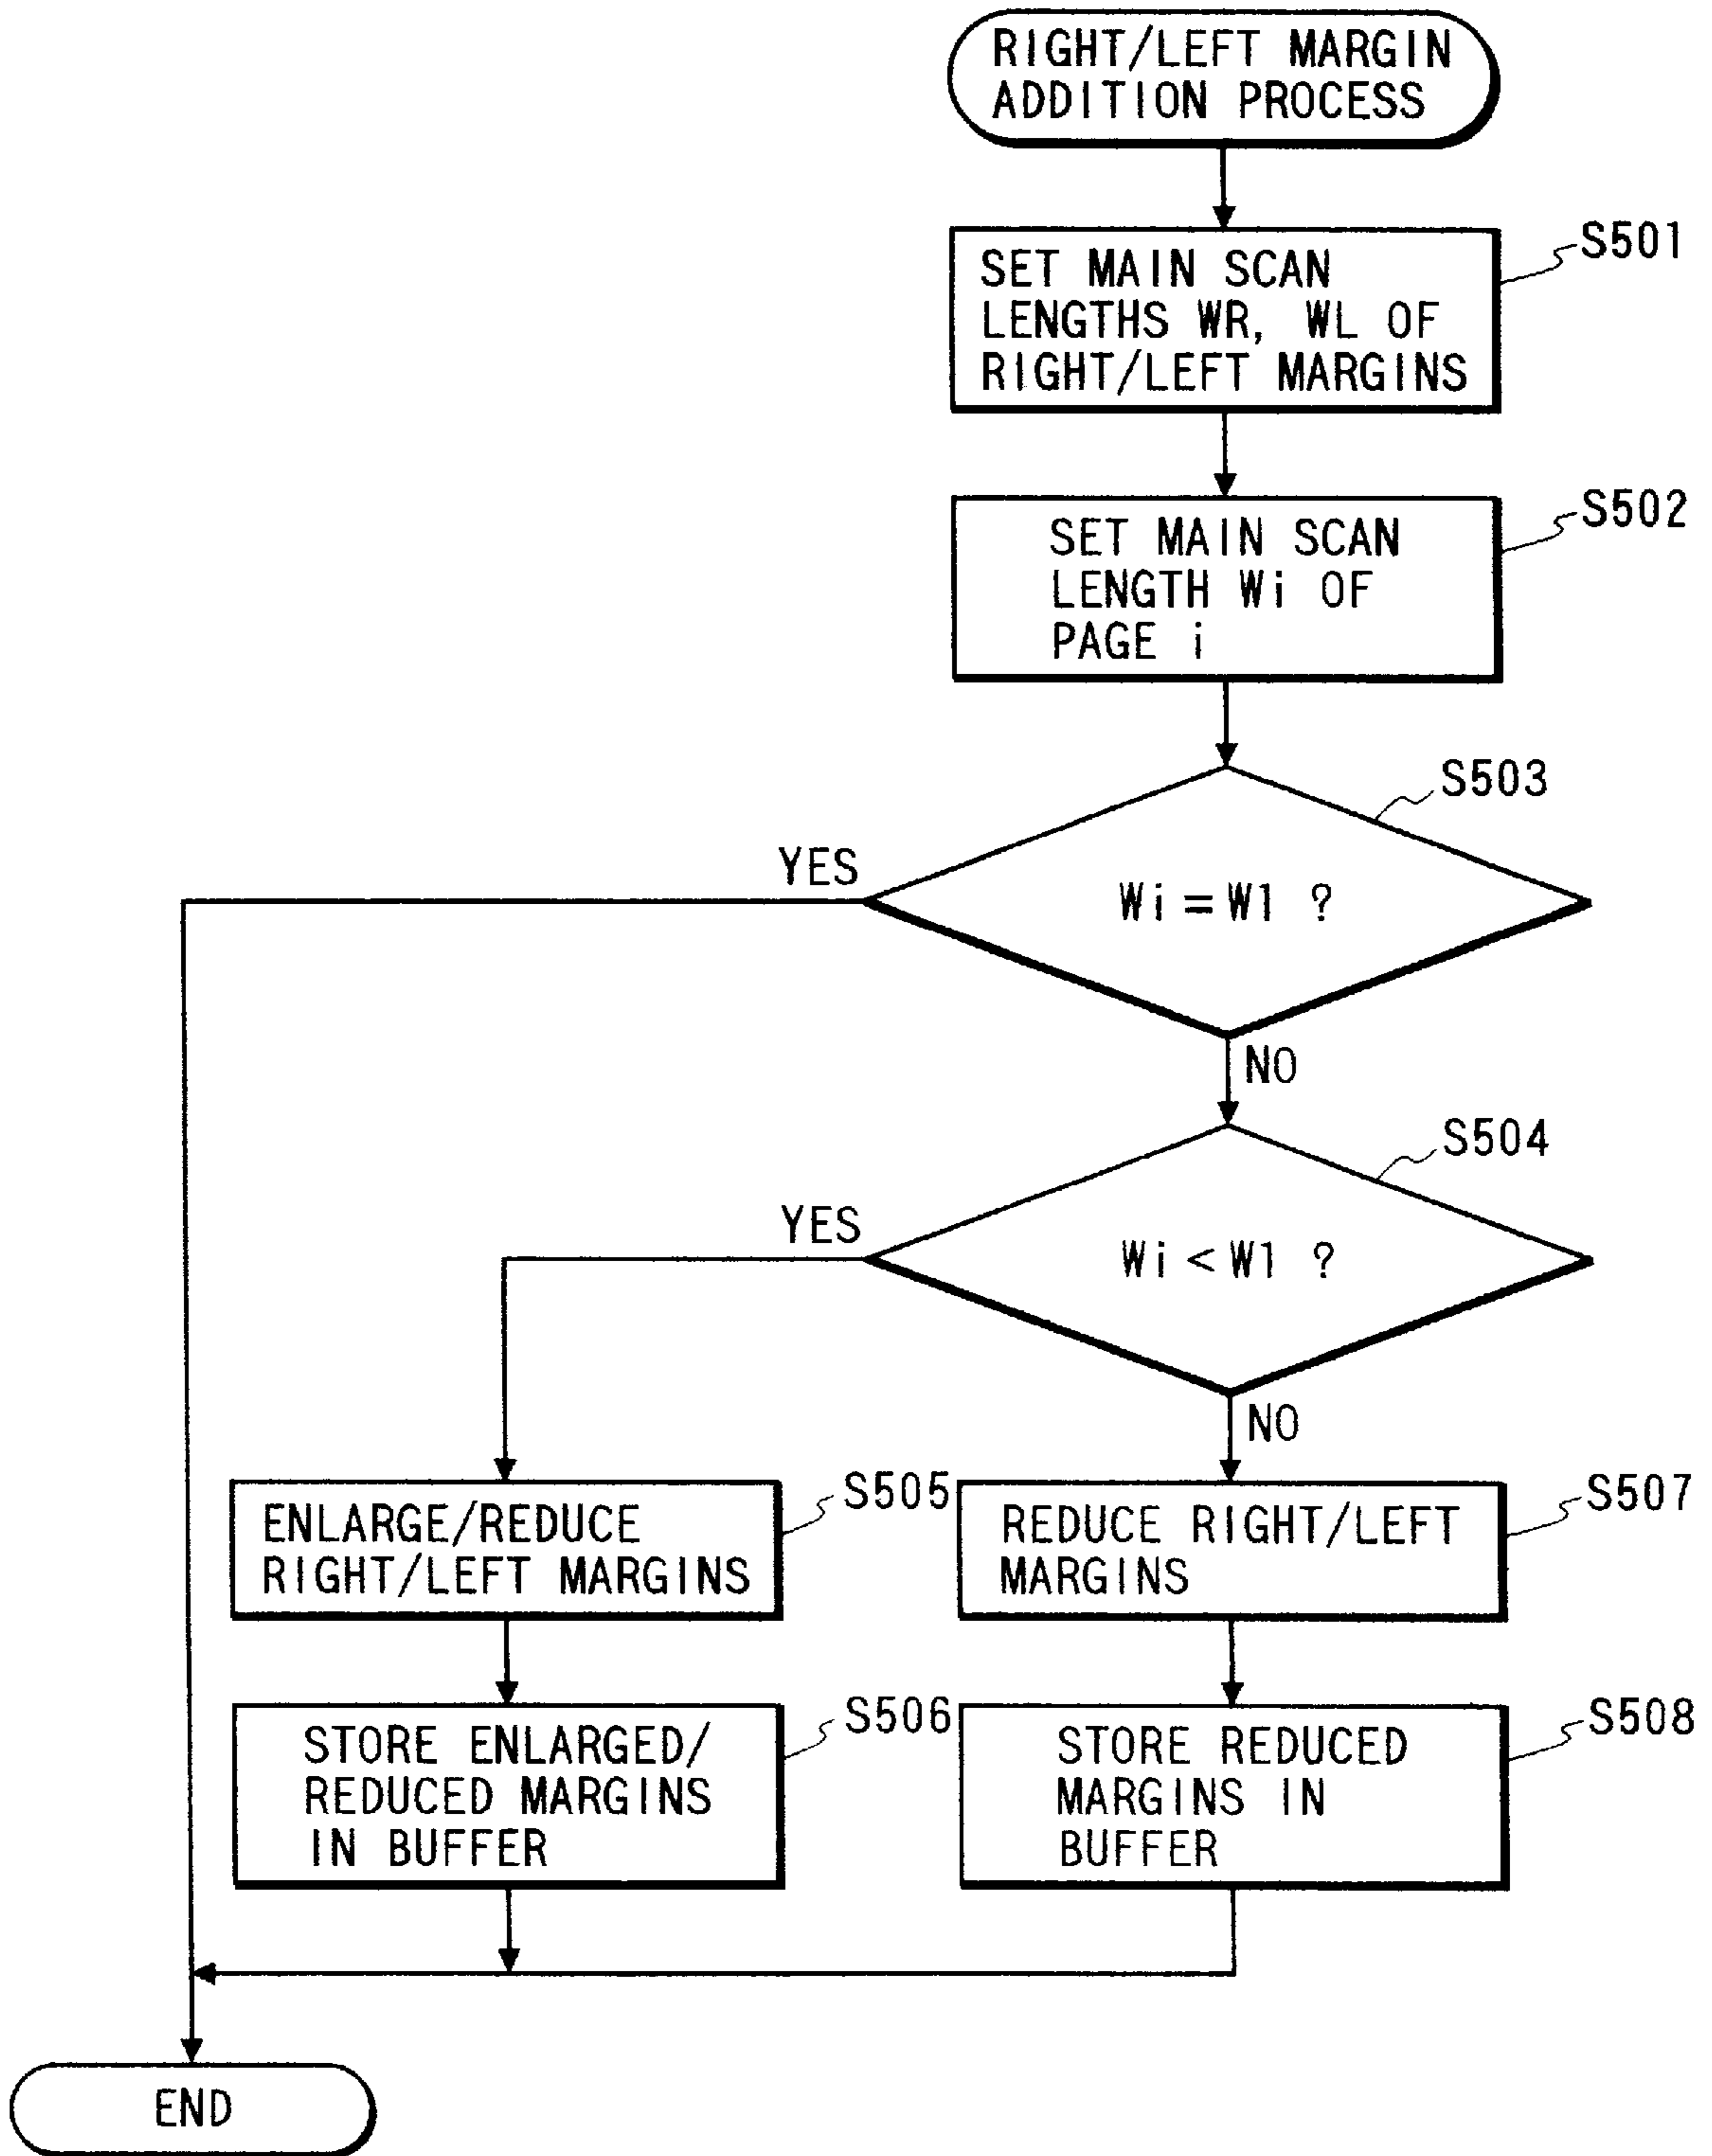 RIGHT/LEFT MARGIN
ADDITION PROCESS
S501
SET MAIN SCAN
LENGTHS WR, WL OF
RIGHT/LEFT MARGINS
S502
SET MAIN SCAN
LENGTH Wi OF
PAGE i
S503
YES
Wi=W1 ?
NO
S504
YES
Wi<W1 ?
NO
S505
ENLARGE/REDUCE
RIGHT/LEFT MARGINS
S507
REDUCE RIGHT/LEFT
MARGINS
S506
STORE ENLARGED/
REDUCED MARGINS
IN BUFFER
S508
STORE REDUCED
MARGINS IN
BUFFER
END